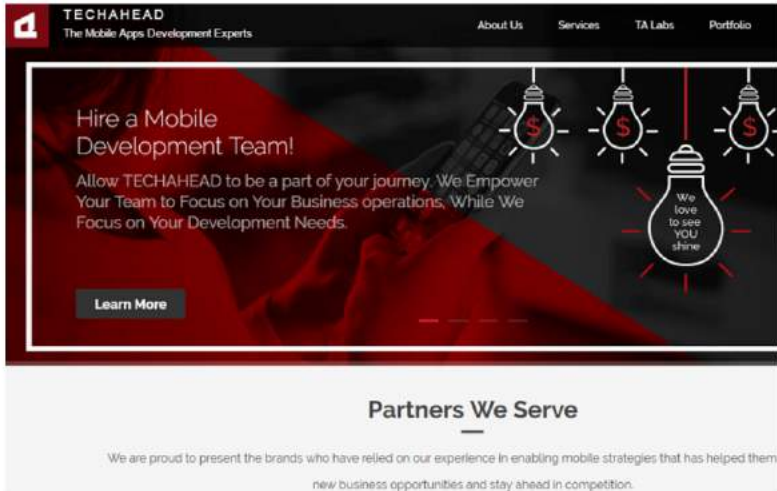 TECHAHEAD
The Mobile Apps Development Experts
About Us Services TA Labs Portfolio
Hire a Mobile
Development Team!
Allow TECHAHEAD to be a part of your journey. We Empower
Your Team to Focus on Your Business operations, While We
Focus on Your Development Needs.
$ $ $
We
love
to see
YOU
shine
Learn More
Partners We Serve
We are proud to present the brands who have relied on our experience in enabling mobile strategies that has helped them
new business opportunities and stay ahead in competition.